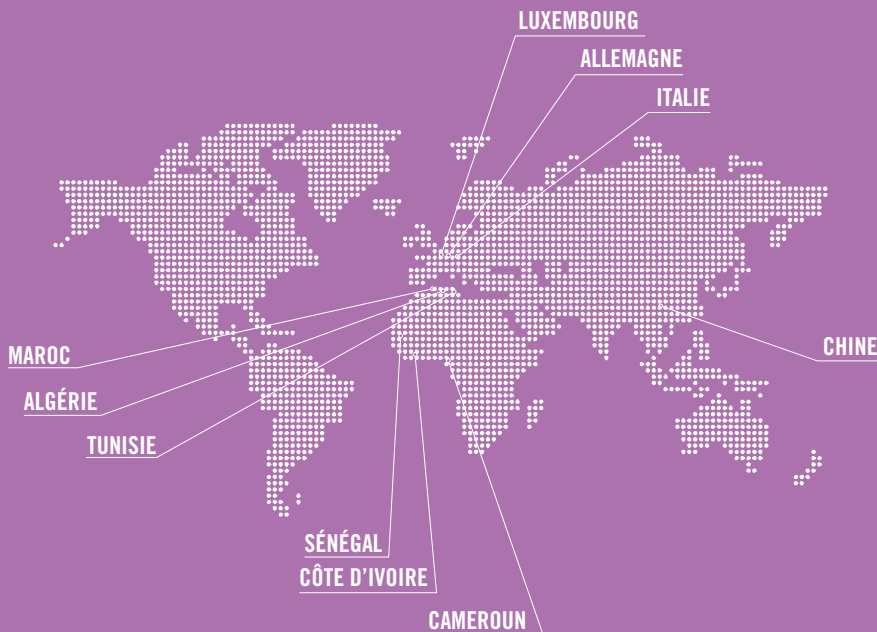 LUXEMBOURG
ALLEMAGNE
ITALIE
MAROC
CHINE
ALGÉRIE
TUNISIE
SÉNÉGAL
CÔTE D'IVOIRE
CAMEROUN